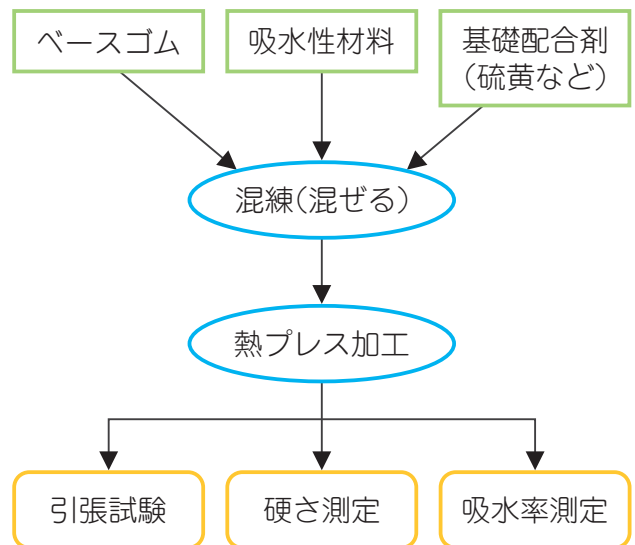 ベースゴム
吸水性材料
基礎配合剤
(硫黄など)
混練(混ぜる)
熱プレス加工
引張試験
硬さ測定
吸水率測定